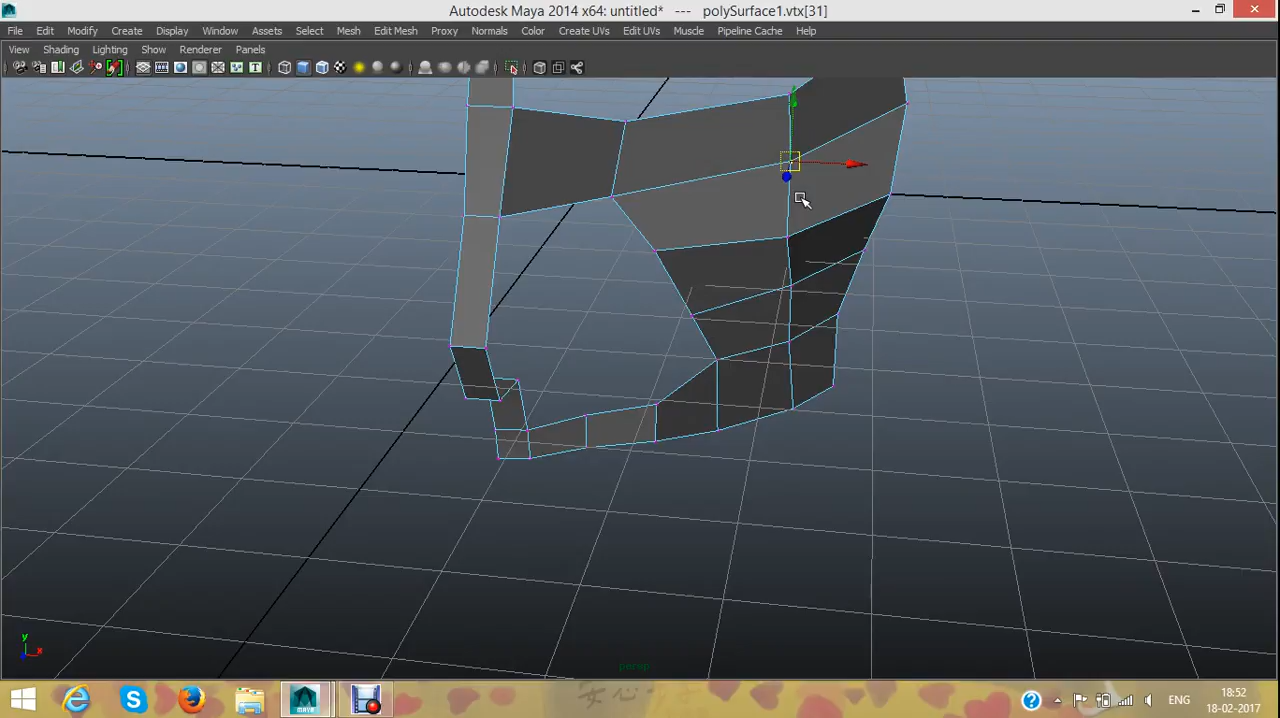 Autodesk Maya 2014 x64: untitled* --- polySurface1.vtx[31]
File Edit Modify Create Display Window Assets Select Mesh Edit Mesh Proxy Normals Color Create UVs Edit UVs Muscle Pipeline Cache Help
View Shading Lighting Show Renderer Panels
y
x
persp
MAYA
ENG
18:52
18-02-2017